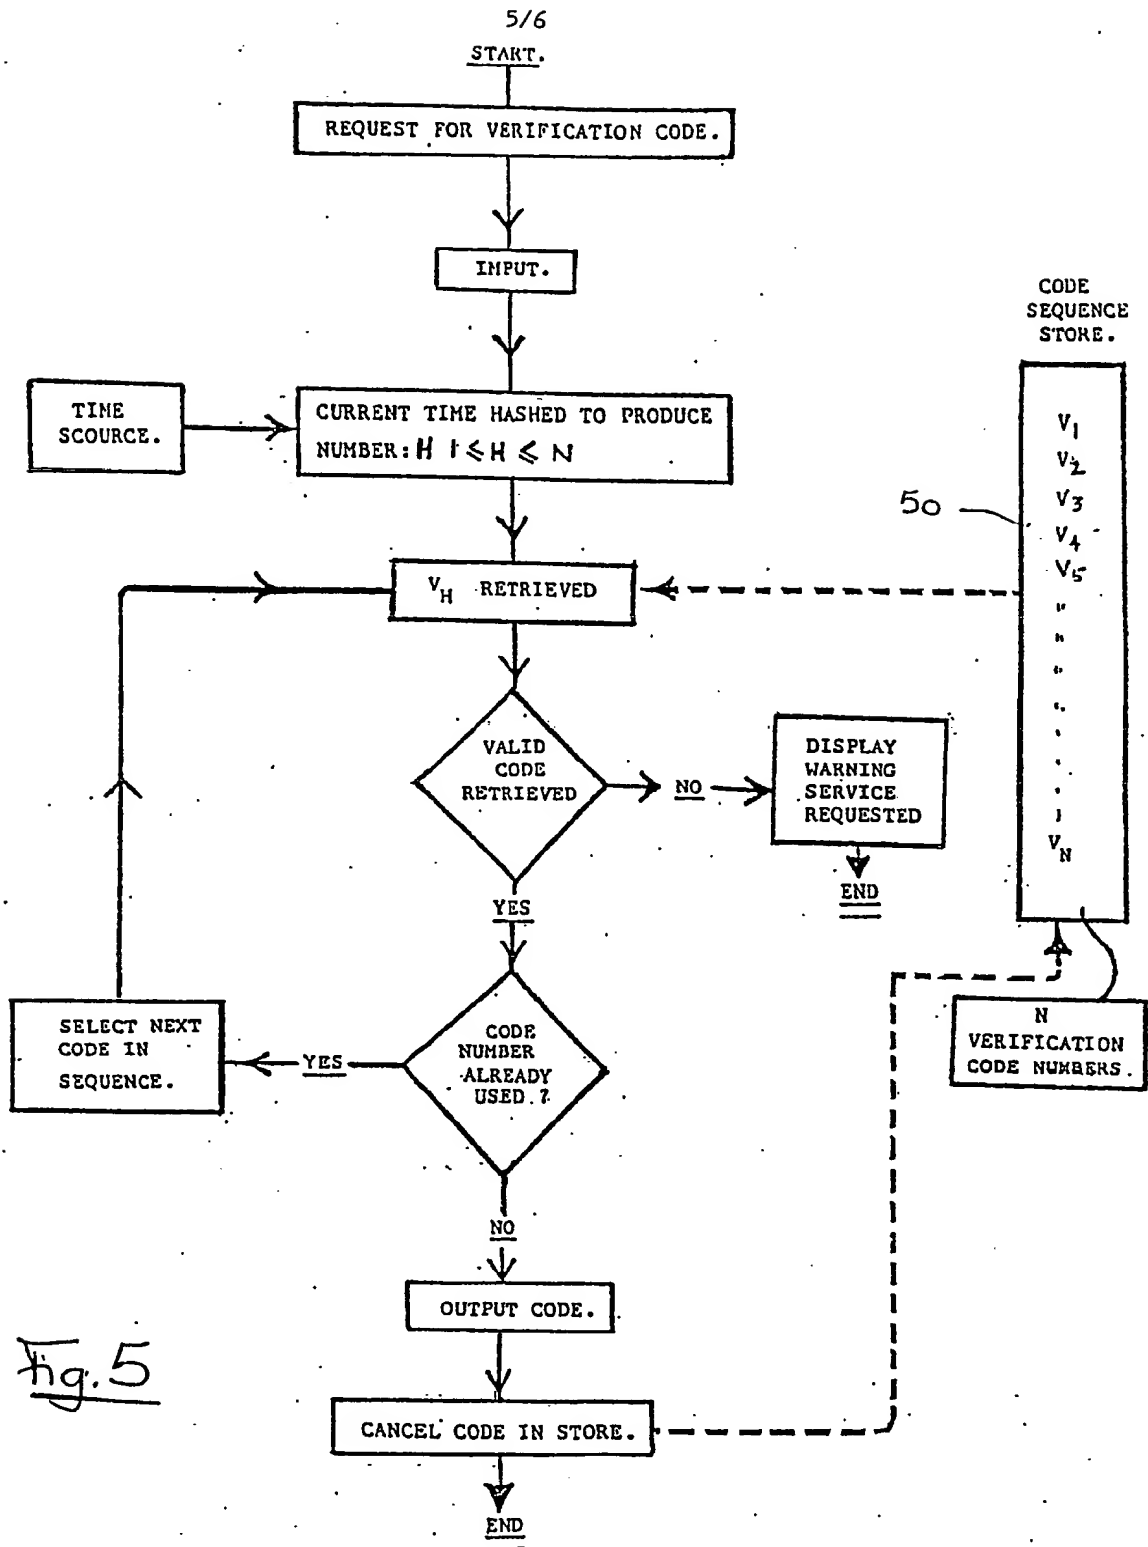 5/6
START.
REQUEST FOR VERIFICATION CODE.
IMPUT.
CODE
SEQUENCE
STORE.
TIME
SCOURCE.
CURRENT TIME HASHED TO PRODUCE
NUMBER: H 1 ≤ H ≤ N
V1
V2
V3
V4
V5
VN
50
VH RETRIEVED
VALID
CODE
RETRIEVED
NO
DISPLAY
WARNING
SERVICE
REQUESTED
END
YES
SELECT NEXT
CODE IN
SEQUENCE.
YES
CODE
NUMBER
ALREADY
USED.?
N
VERIFICATION
CODE NUMBERS.
NO
OUTPUT CODE.
CANCEL CODE IN STORE.
END
Fig. 5